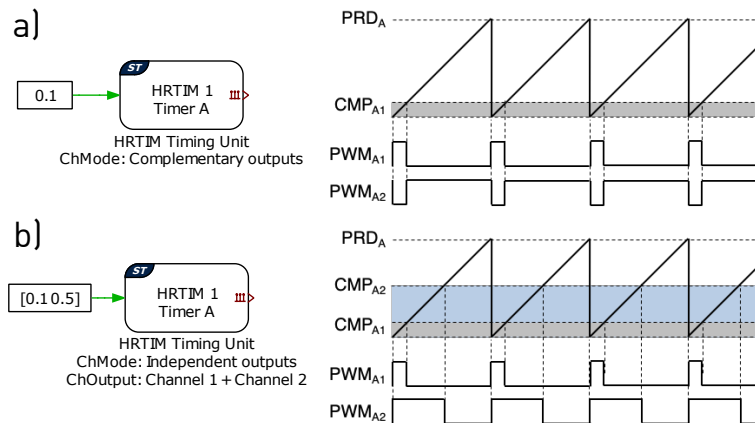 a)
ST
0.1
HRTIM 1
Timer A
HRTIM Timing Unit
ChMode: Complementary outputs
PRDA
CMPA1
PWMA1
PWMA2
b)
ST
[0.1 0.5]
HRTIM 1
Timer A
HRTIM Timing Unit
ChMode: Independent outputs
ChOutput: Channel 1 + Channel 2
PRDA
CMPA2
CMPA1
PWMA1
PWMA2